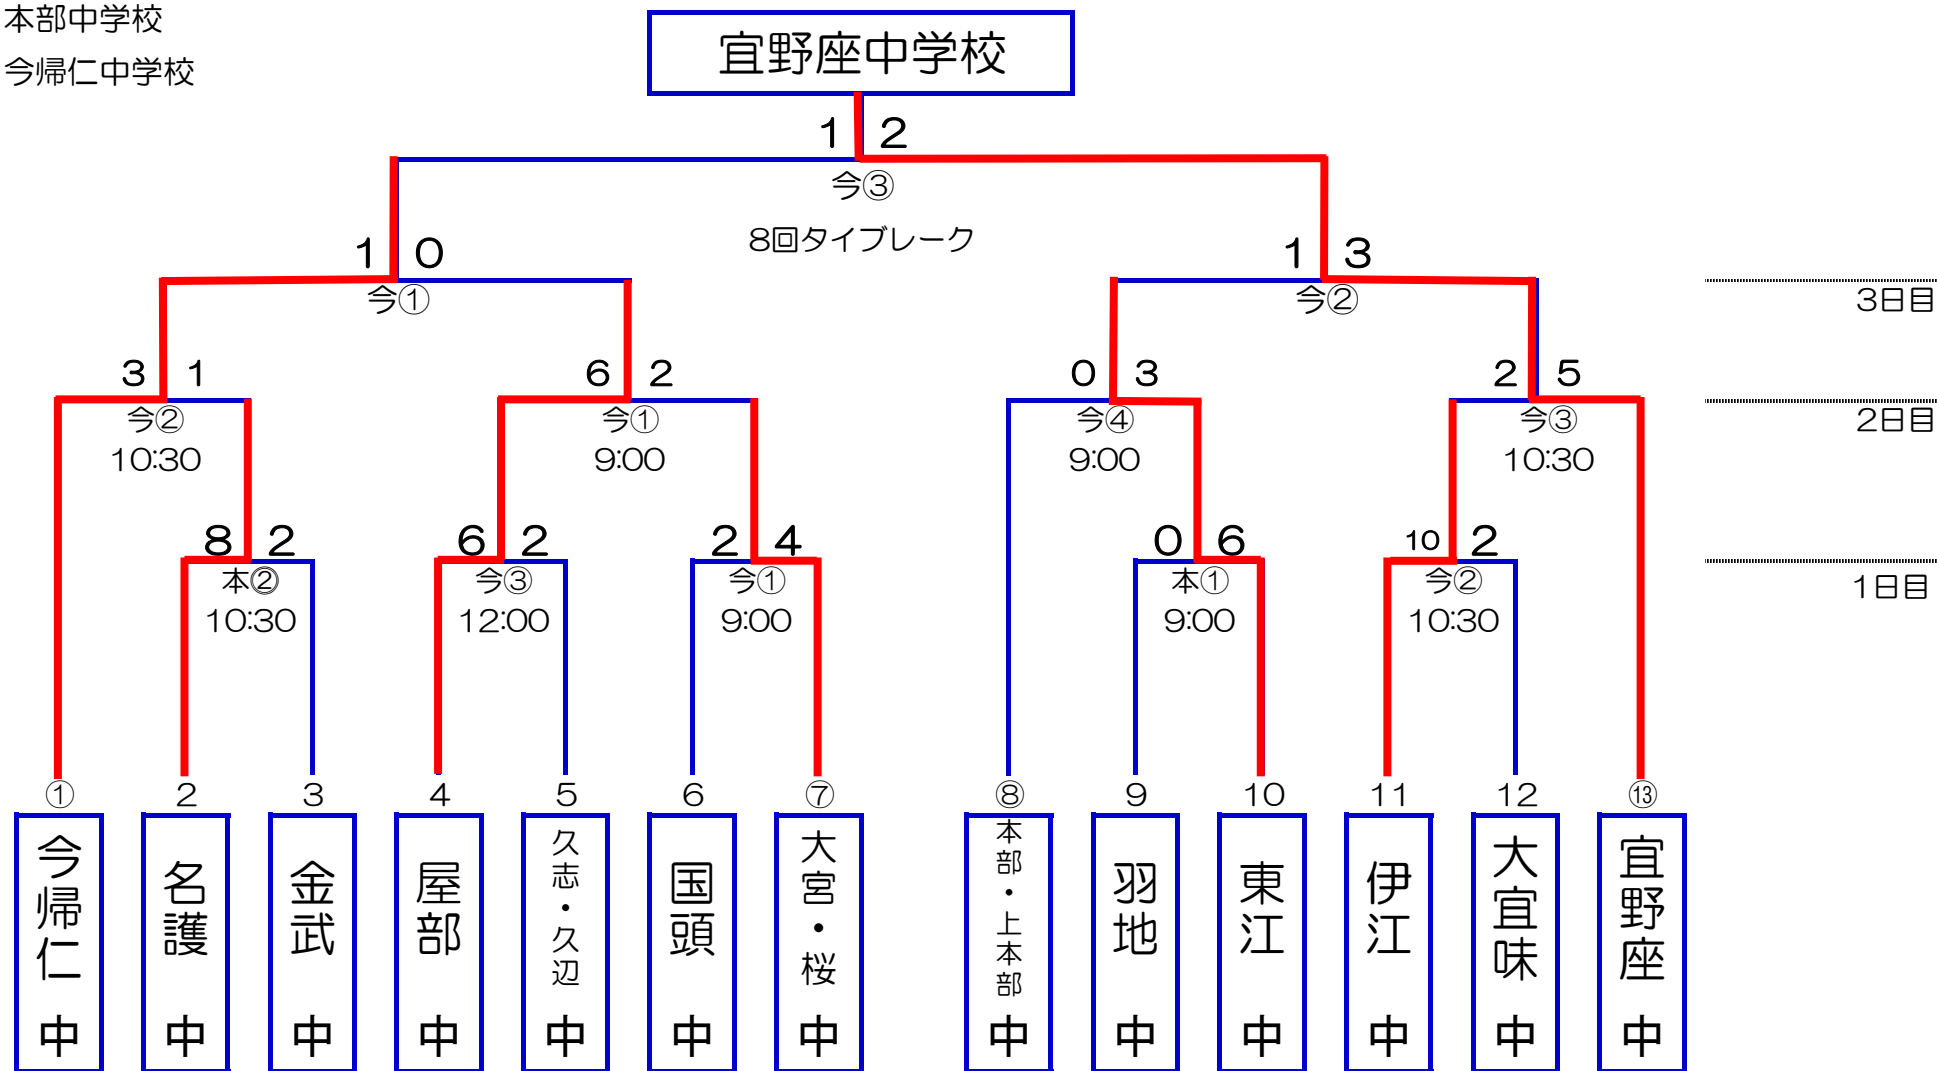 本部中学校
今帰仁中学校
宜野座中学校
1 2
今③
8回タイブレーク
1 0
1 3
今①
今②
3日目
3 1
6 2
0 3
2 5
今②
今①
今④
今③
2日目
10:30
9:00
9:00
10:30
8 2
6 2
2 4
0 6
10 2
本②
今③
今①
本①
今②
1日目
10:30
12:00
9:00
9:00
10:30
① 2 3 4 5 6 ⑦ ⑧ 9 10 11 12 ⑬
今帰仁中
名護中
金武中
屋部中
久志・久辺中
国頭中
大宮・桜中
本部・上本部中
羽地中
東江中
伊江中
大宜味中
宜野座中